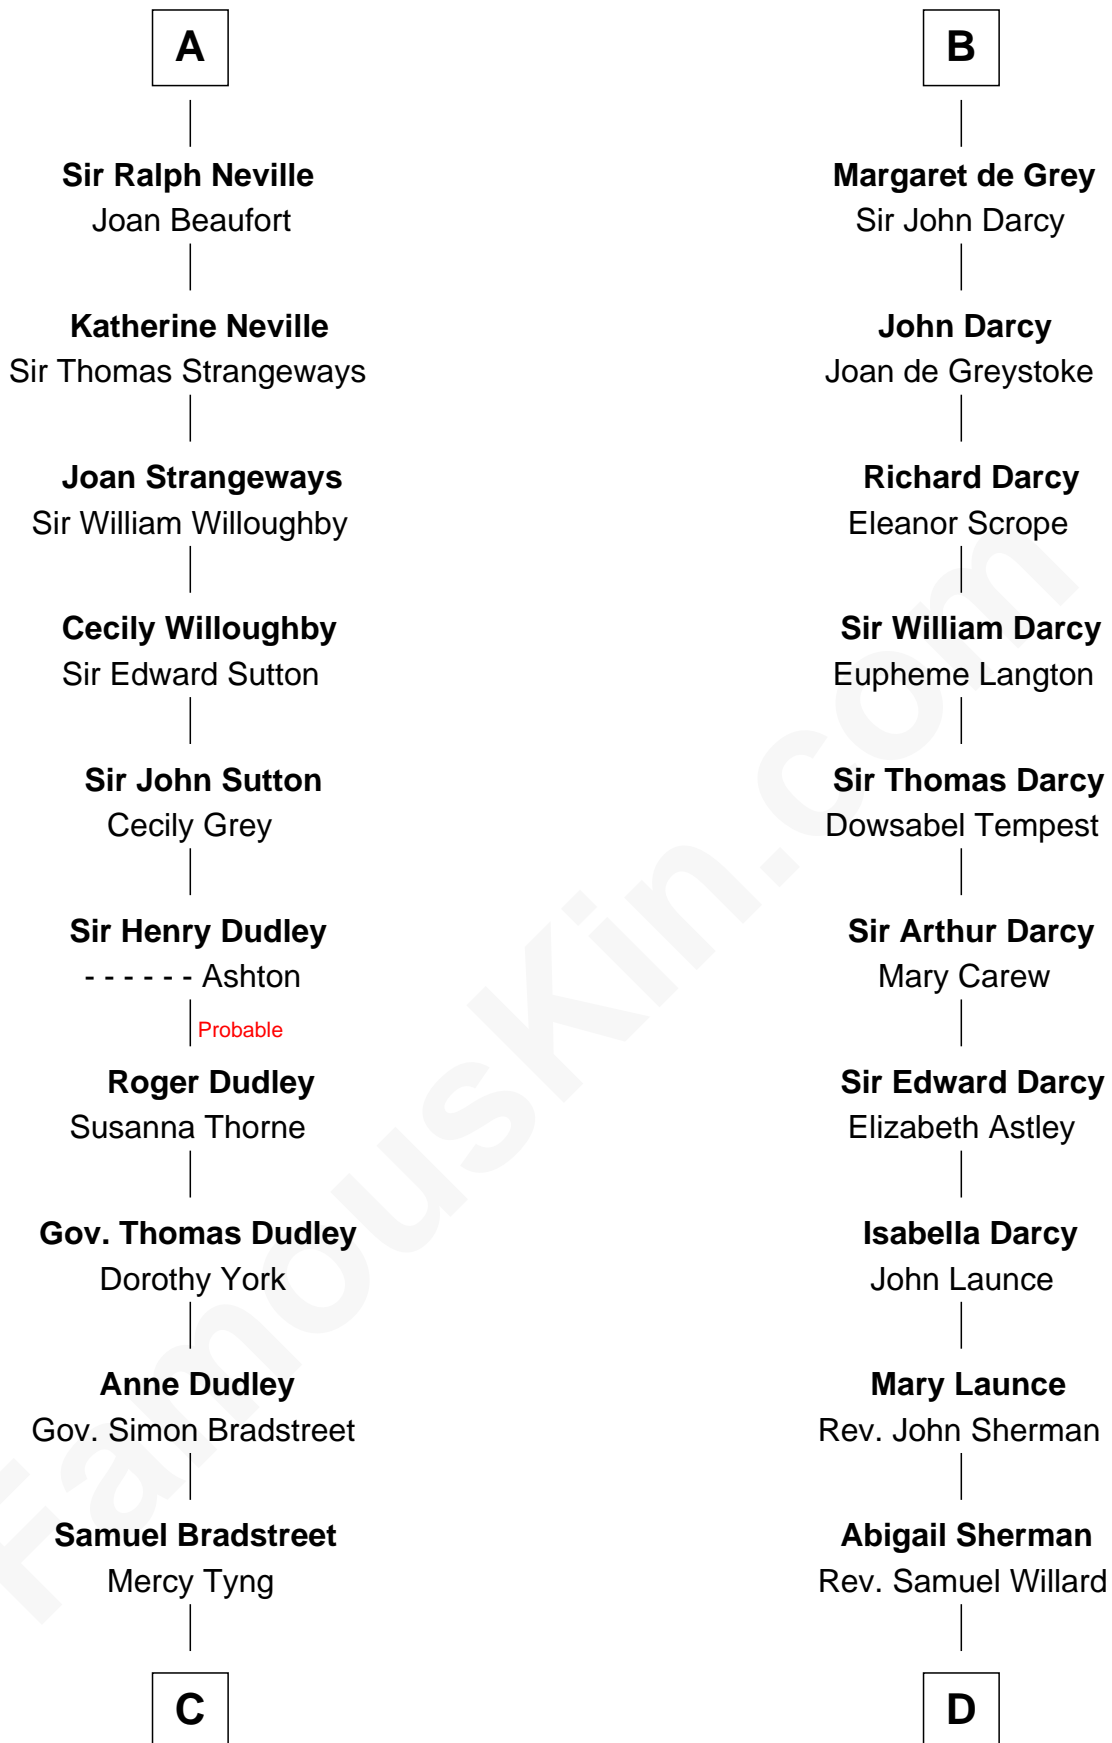 A
Sir Ralph Neville
Joan Beaufort
Katherine Neville
Sir Thomas Strangeways
Joan Strangeways
Sir William Willoughby
Cecily Willoughby
Sir Edward Sutton
Sir John Sutton
Cecily Grey
Sir Henry Dudley
- - - - - - Ashton
Probable
Roger Dudley
Susanna Thorne
Gov. Thomas Dudley
Dorothy York
Anne Dudley
Gov. Simon Bradstreet
Samuel Bradstreet
Mercy Tyng
C
B
Margaret de Grey
Sir John Darcy
John Darcy
Joan de Greystoke
Richard Darcy
Eleanor Scrope
Sir William Darcy
Eupheme Langton
Sir Thomas Darcy
Dowsabel Tempest
Sir Arthur Darcy
Mary Carew
Sir Edward Darcy
Elizabeth Astley
Isabella Darcy
John Launce
Mary Launce
Rev. John Sherman
Abigail Sherman
Rev. Samuel Willard
D
FamousKin.com